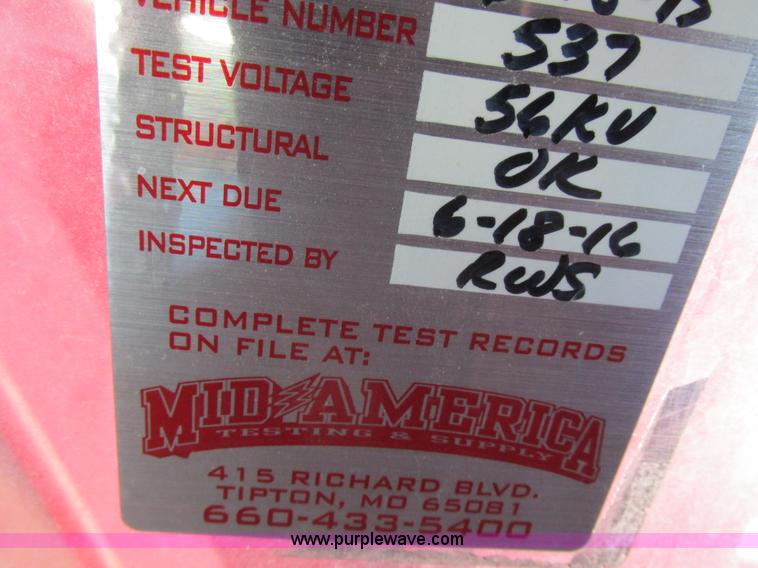 VEHICLE NUMBER 537
TEST VOLTAGE 56KV
STRUCTURAL OK
NEXT DUE 6-18-16
INSPECTED BY RWS
COMPLETE TEST RECORDS
ON FILE AT:
MID AMERICA
TESTING & SUPPLY
415 RICHARD BLVD.
TIPTON, MO 65081
660-433-5400
www.purplewave.com